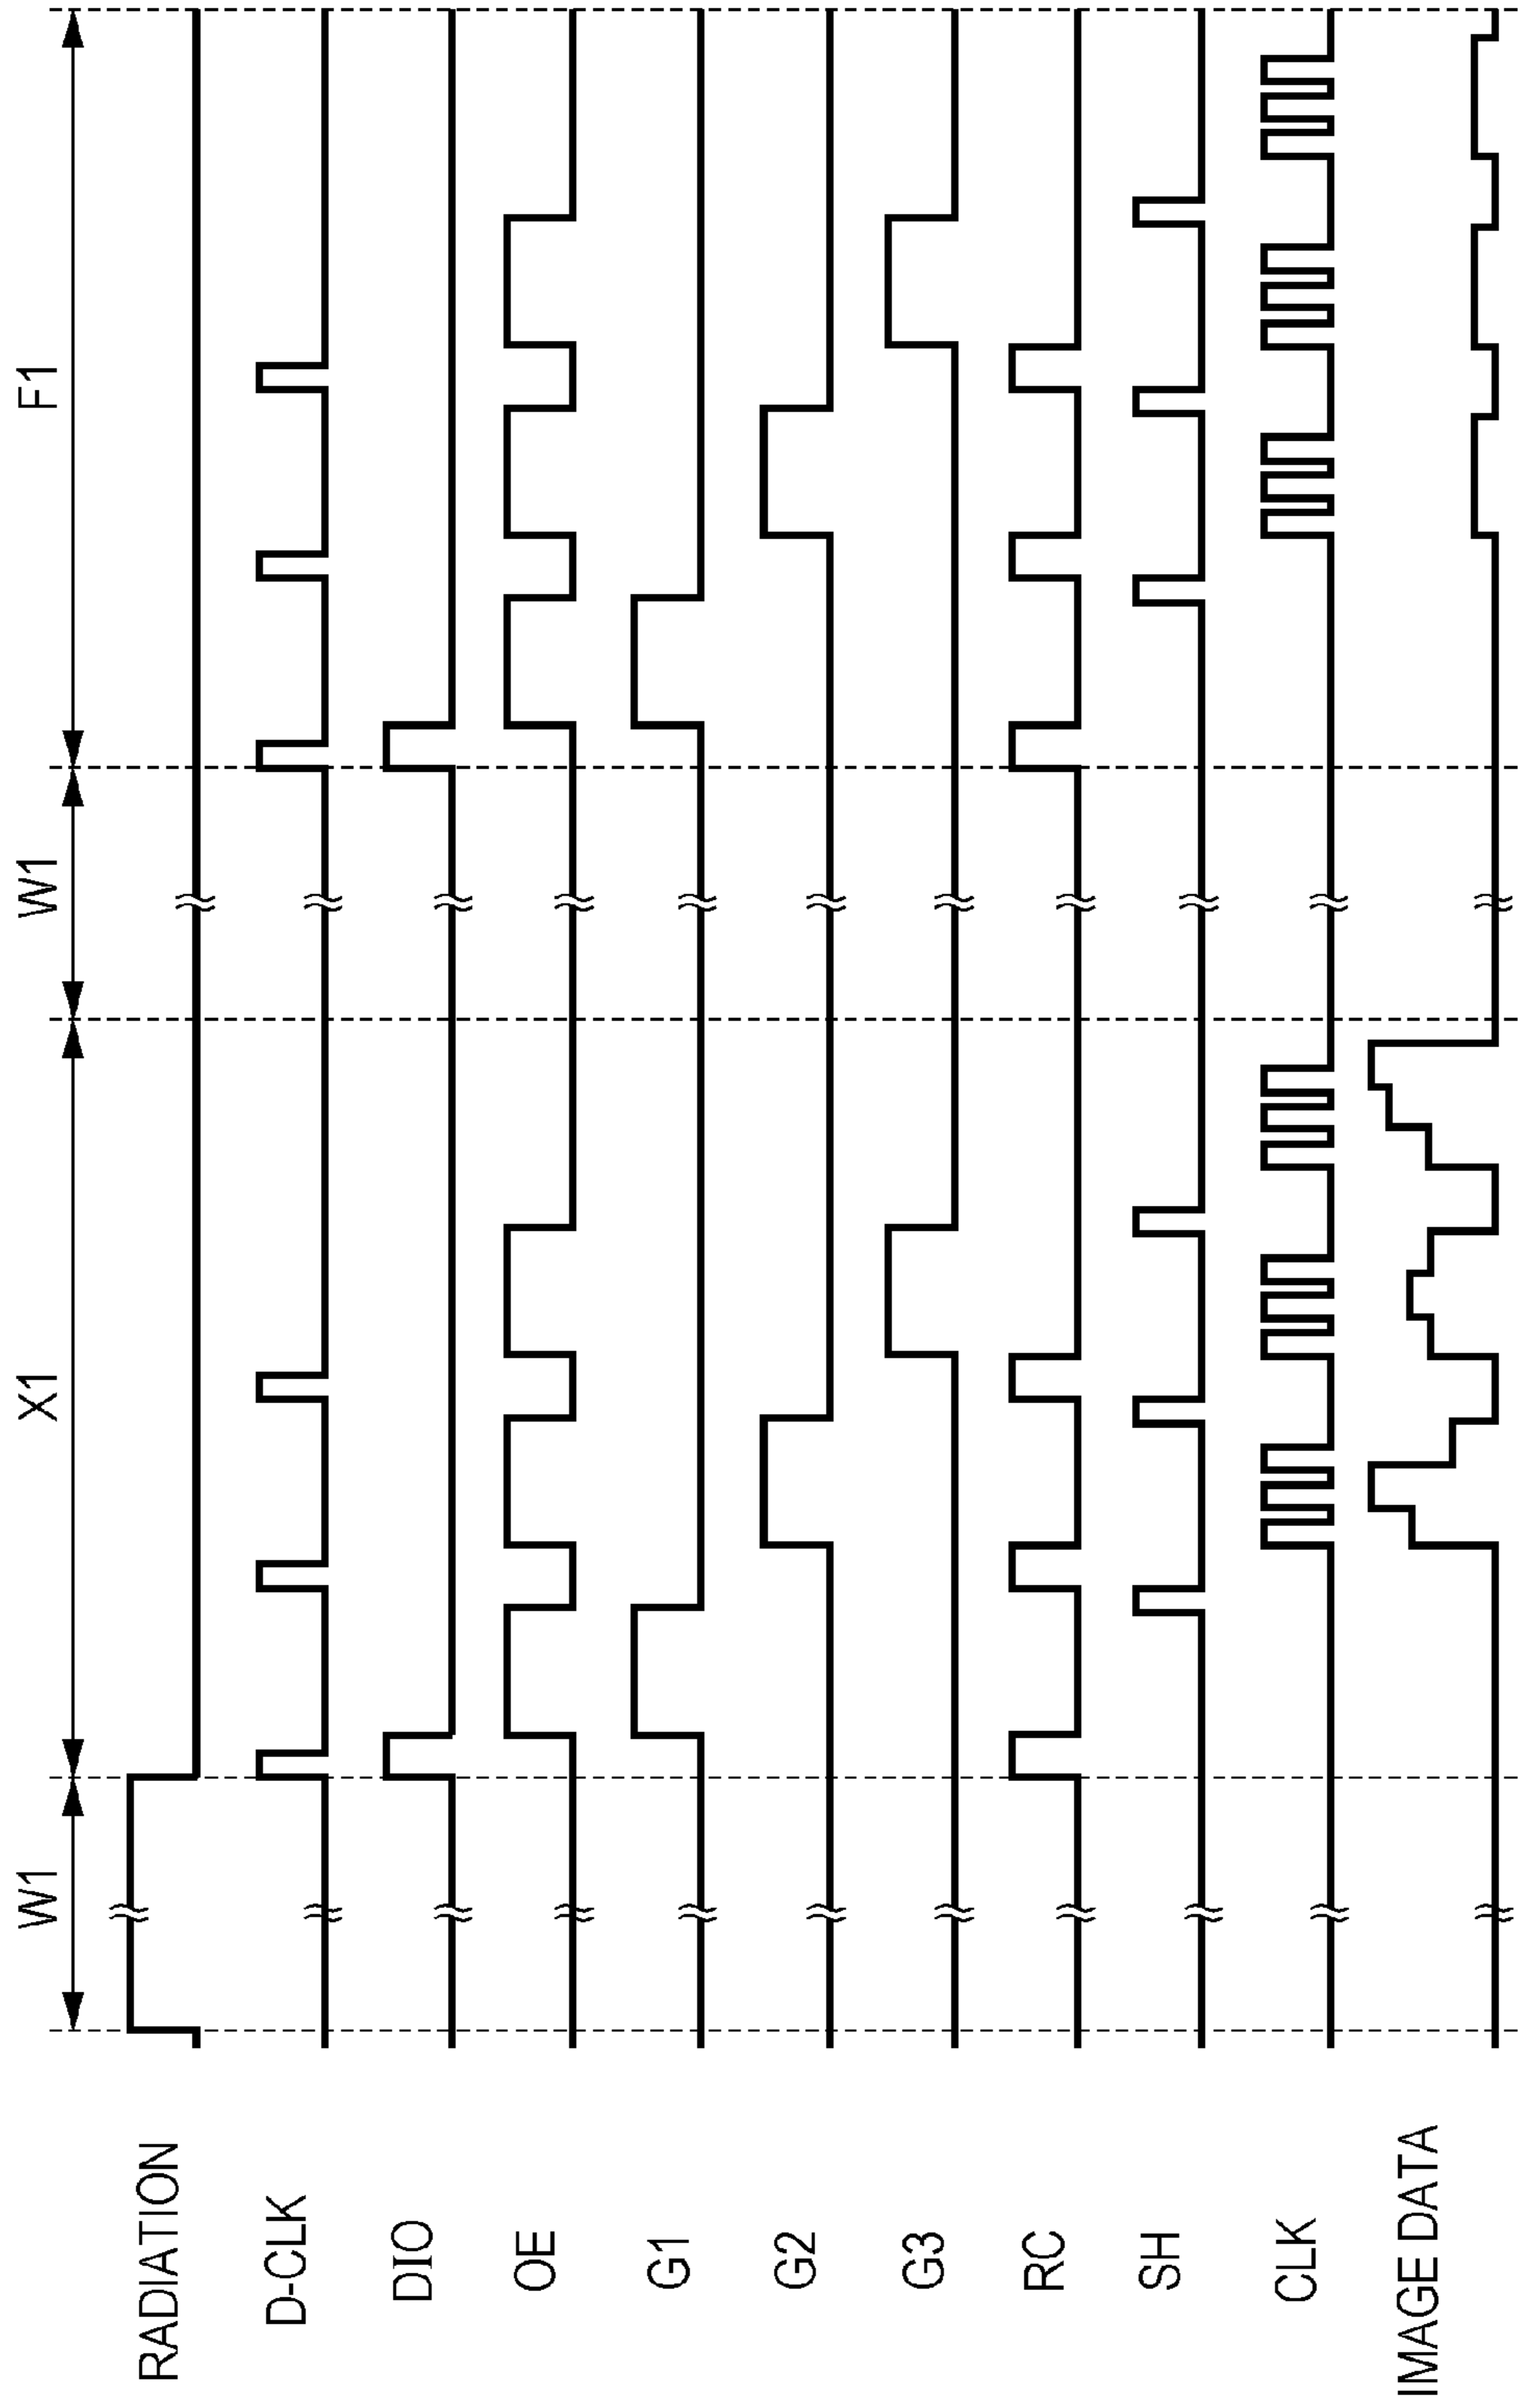 W1
X1
W1
F1
RADIATION
D-CLK
DIO
OE
G1
G2
G3
RC
SH
CLK
IMAGE DATA